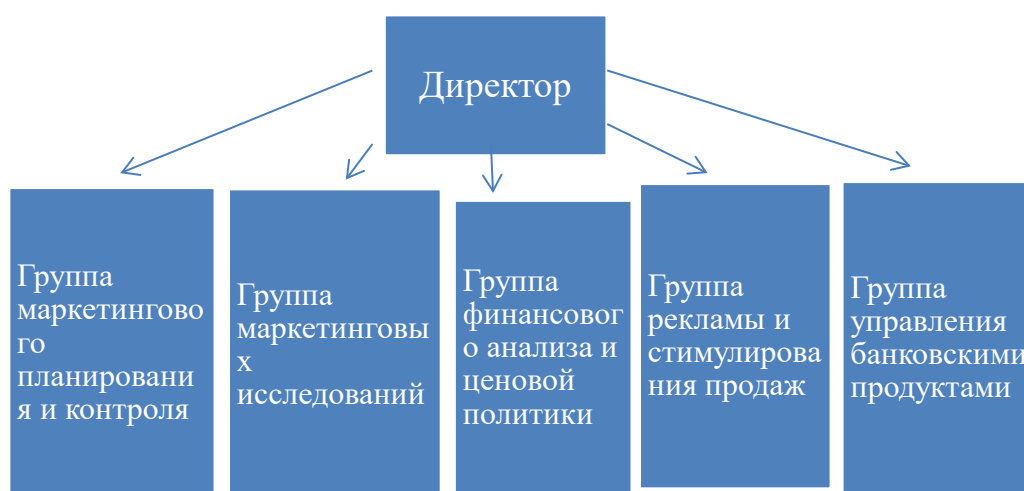 Директор
Группа
маркетингово
го
планировани
я и контроля
Группа
маркетинговы
х
исследований
Группа
финансовог
о анализа и
ценовой
политики
Группа
рекламы и
стимулирова
ния продаж
Группа
управления
банковскими
продуктами